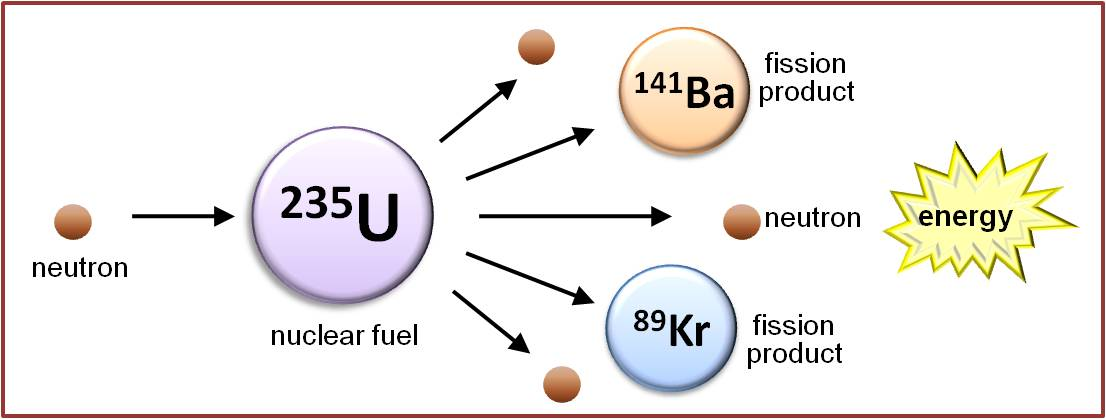 neutron
²³⁵U
nuclear fuel
¹⁴¹Ba
fission
product
neutron
energy
⁸⁹Kr
fission
product